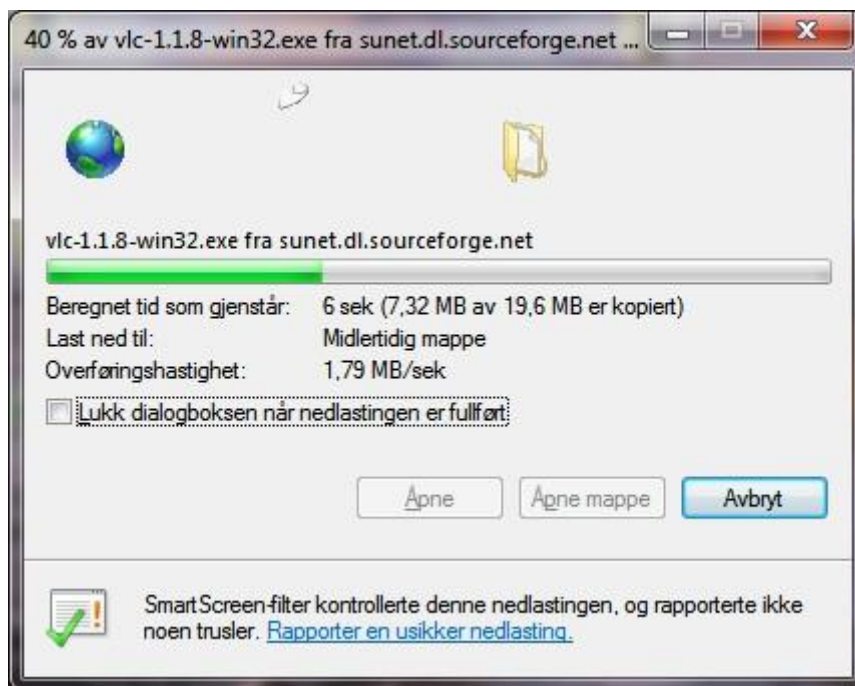 40 % av vlc-1.1.8-win32.exe fra sunet.dl.sourceforge.net ...
vlc-1.1.8-win32.exe fra sunet.dl.sourceforge.net
Beregnet tid som gjenstår: 6 sek (7,32 MB av 19,6 MB er kopiert)
Last ned til: Midlertidig mappe
Overføringshastighet: 1,79 MB/sek
Lukk dialogboksen når nedlastingen er fullført
Åpne Åpne mappe Avbryt
SmartScreen-filter kontrollerte denne nedlastingen, og rapporterte ikke
noen trusler. Rapporter en usikker nedlasting.